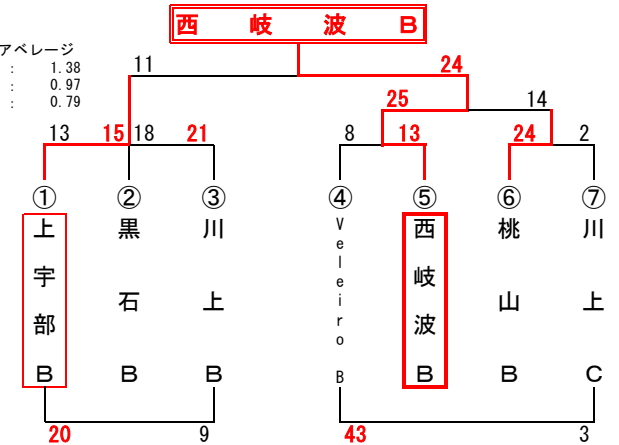 西岐波B
アベレージ
: 1.38
: 0.97
: 0.79
11 24
25 14
13 15 18 21 8 13 24 2
① ② ③ ④ ⑤ ⑥ ⑦
上宇部B
黒石B
川上B
Veleiro B
西岐波B
桃山B
川上C
20 9 43 3